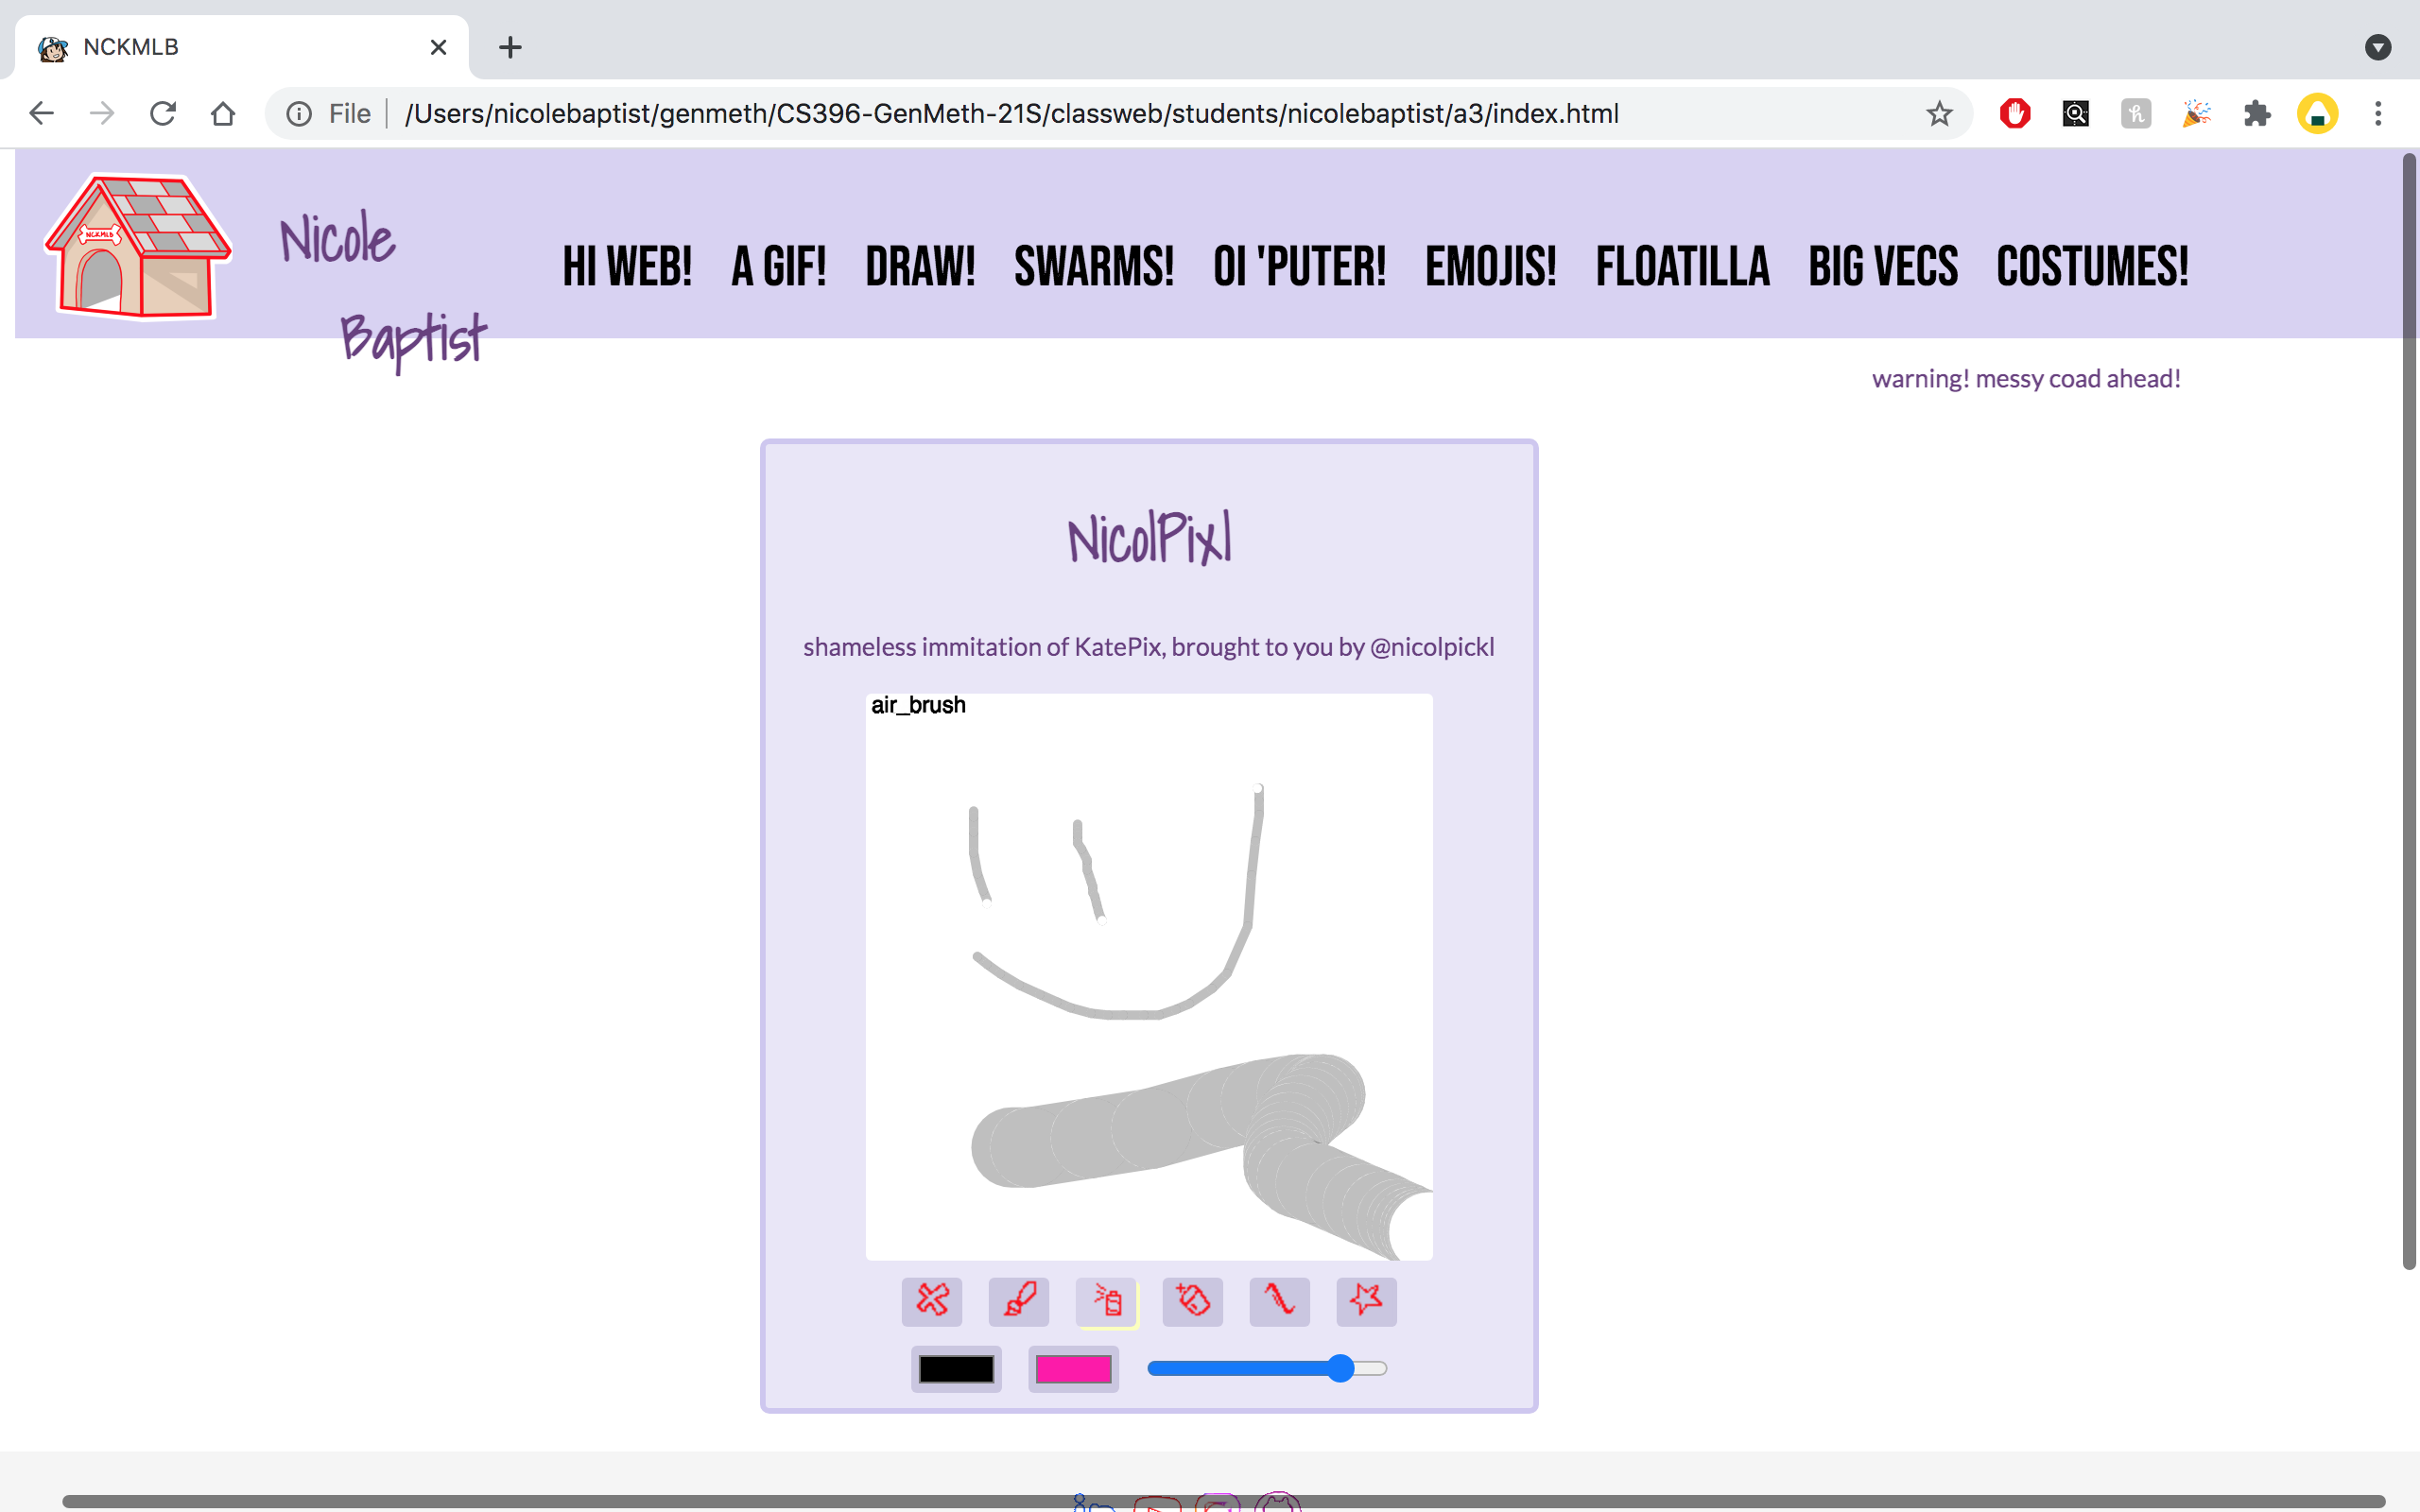 NCKMLB
File
/Users/nicolebaptist/genmeth/CS396-GenMeth-21S/classweb/students/nicolebaptist/a3/index.html
NCKMLB
Nicole
Baptist
HI WEB! A GIF! DRAW! SWARMS! OI 'PUTER! EMOJIS! FLOATILLA BIG VECS COSTUMES!
warning! messy coad ahead!
NicolPixl
shameless immitation of KatePix, brought to you by @nicolpickl
air_brush